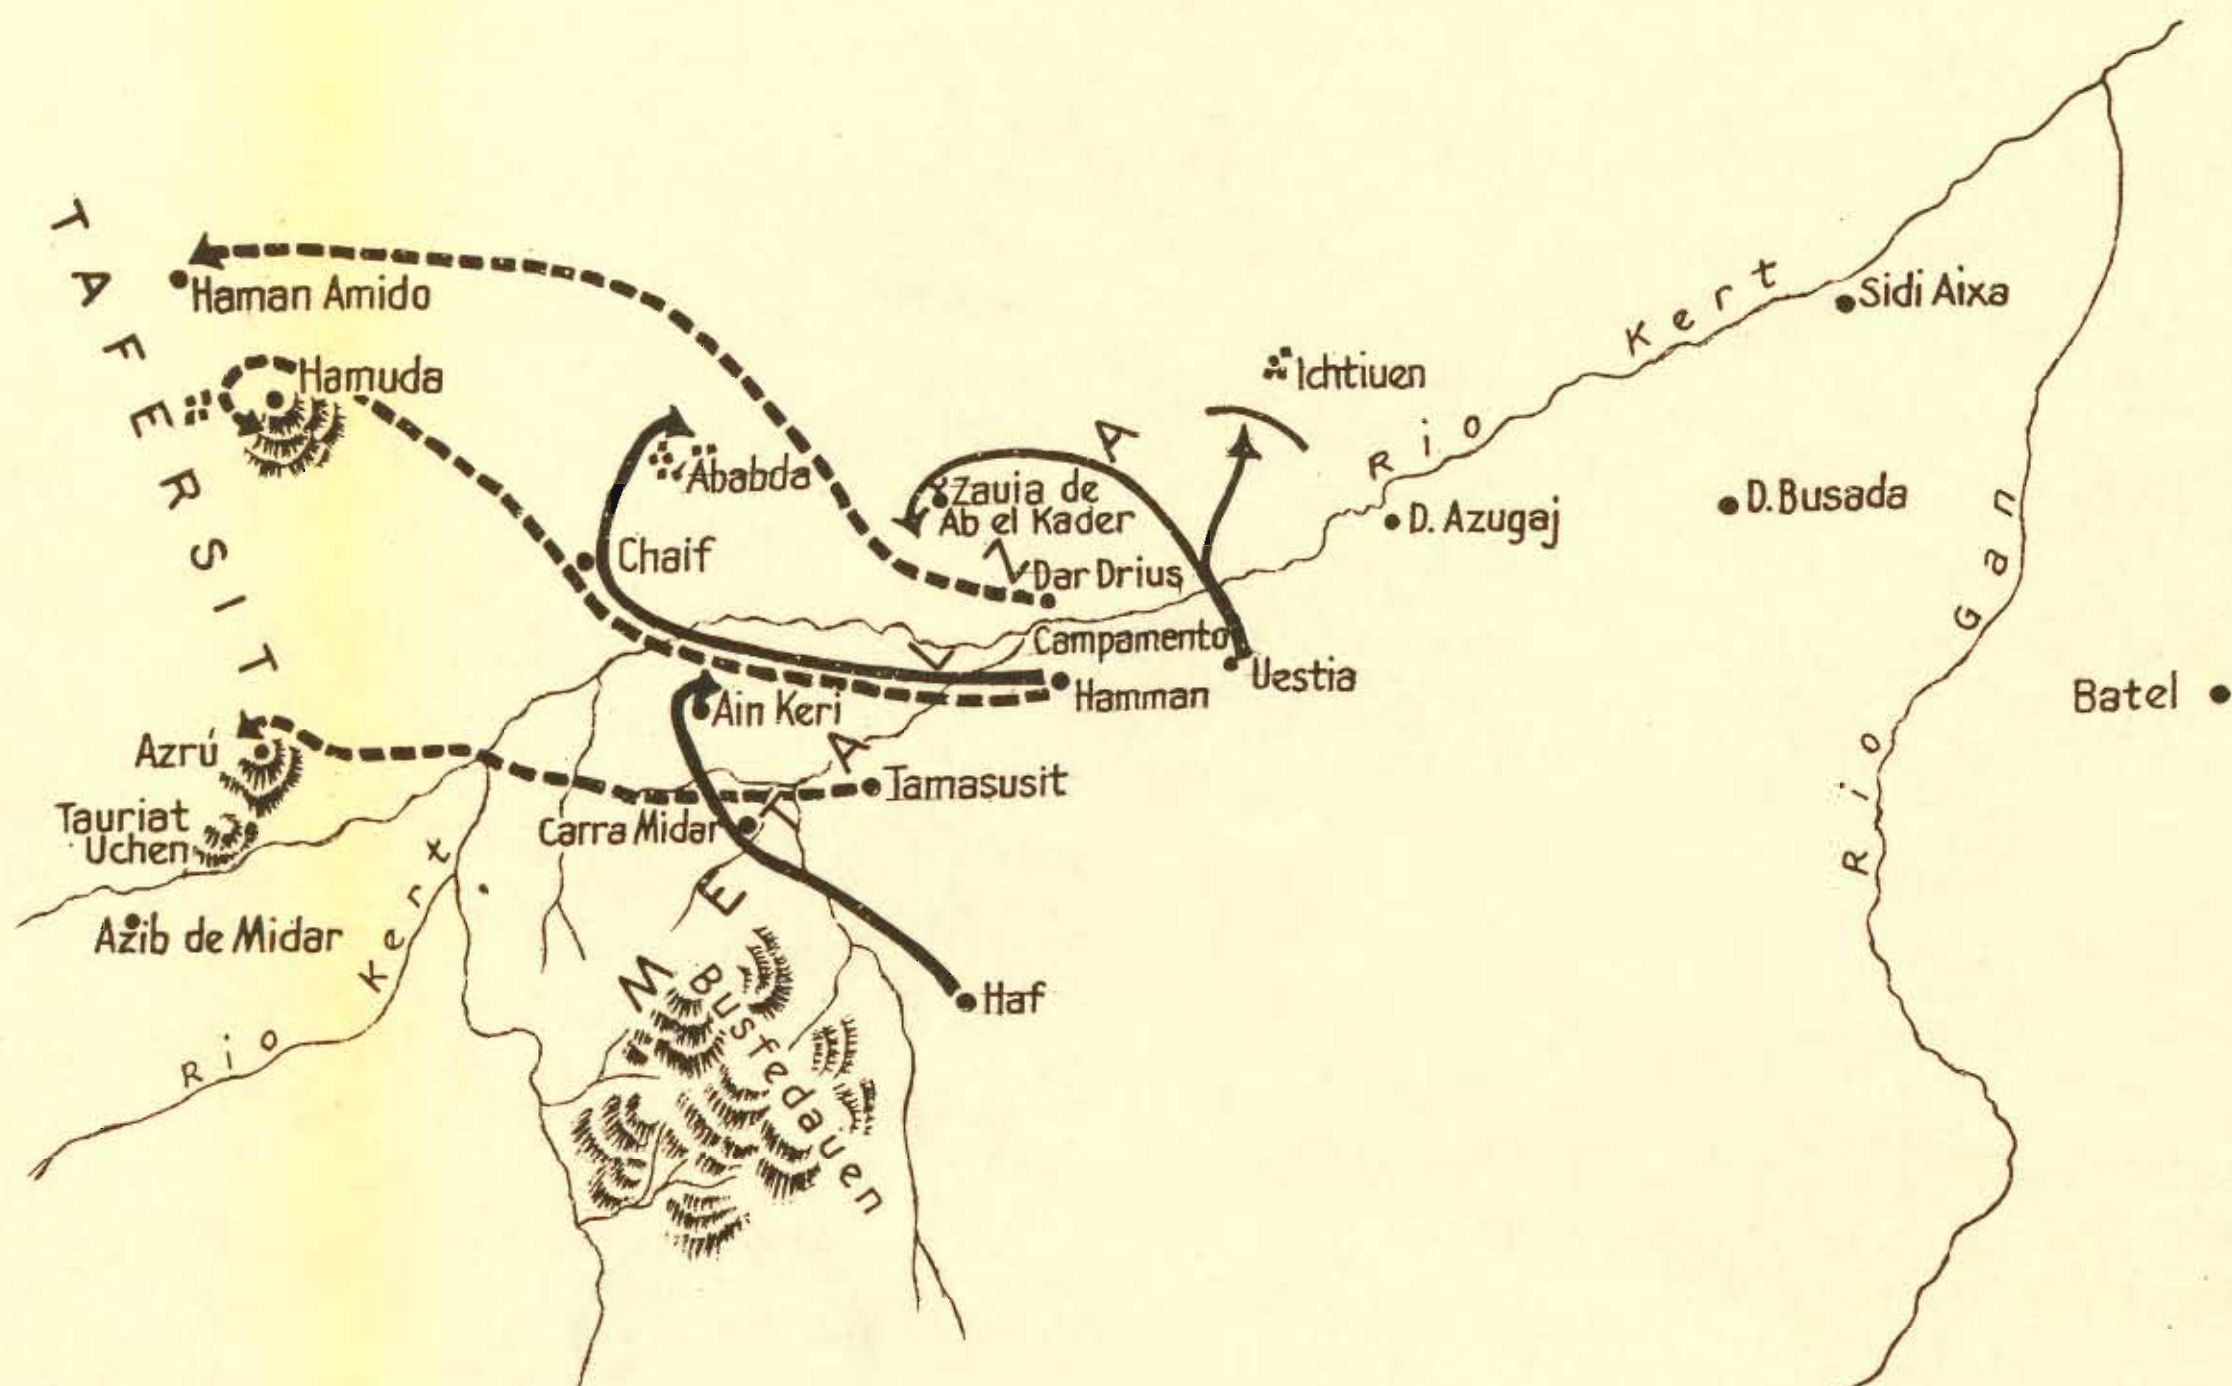 TAFERSIT
Haman Amido
Hamuda
Ababda
Chaif
Zauia de
Ab el Kader
Dar Drius
Campamento
Hamman
Uestia
Ichtiuen
Rio Kert
Sidi Aixa
D. Azugaj
D. Busada
Rio Gan
Batel
METALZA
Ain Keri
Azrú
Tamasusit
Tauriat
Uchen
Carra Midar
Azib de Midar
Rio Kert
Haf
Busfedauen